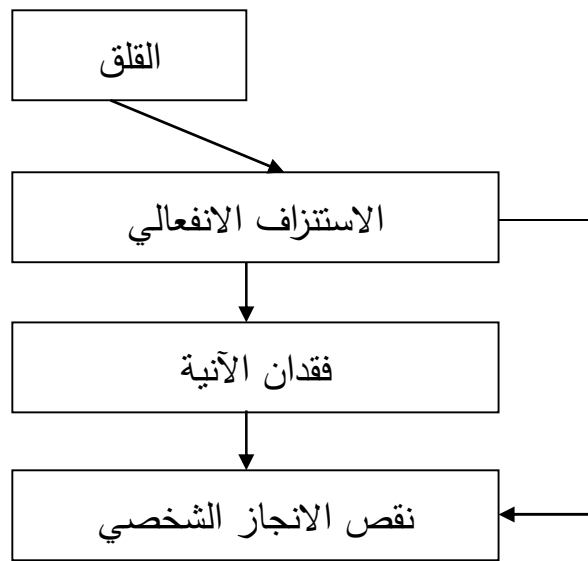 القلق
الاستنزاف الانفعالي
فقدان الآنية
نقص الانجاز الشخصي